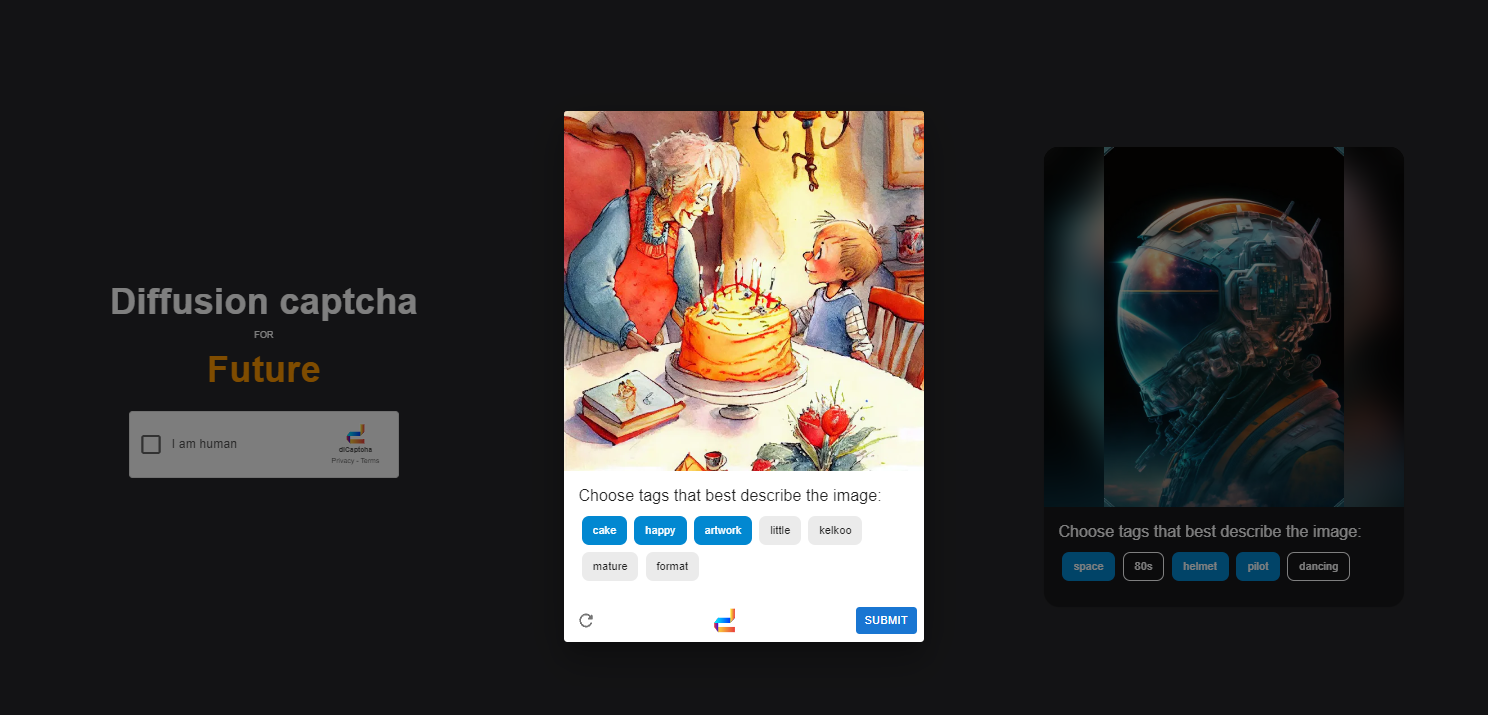 Diffusion captcha
FOR
Future
I am human
dlCaptcha
Privacy - Terms
Choose tags that best describe the image:
cake happy artwork little kelkoo
mature format
SUBMIT
Choose tags that best describe the image:
space 80s helmet pilot dancing